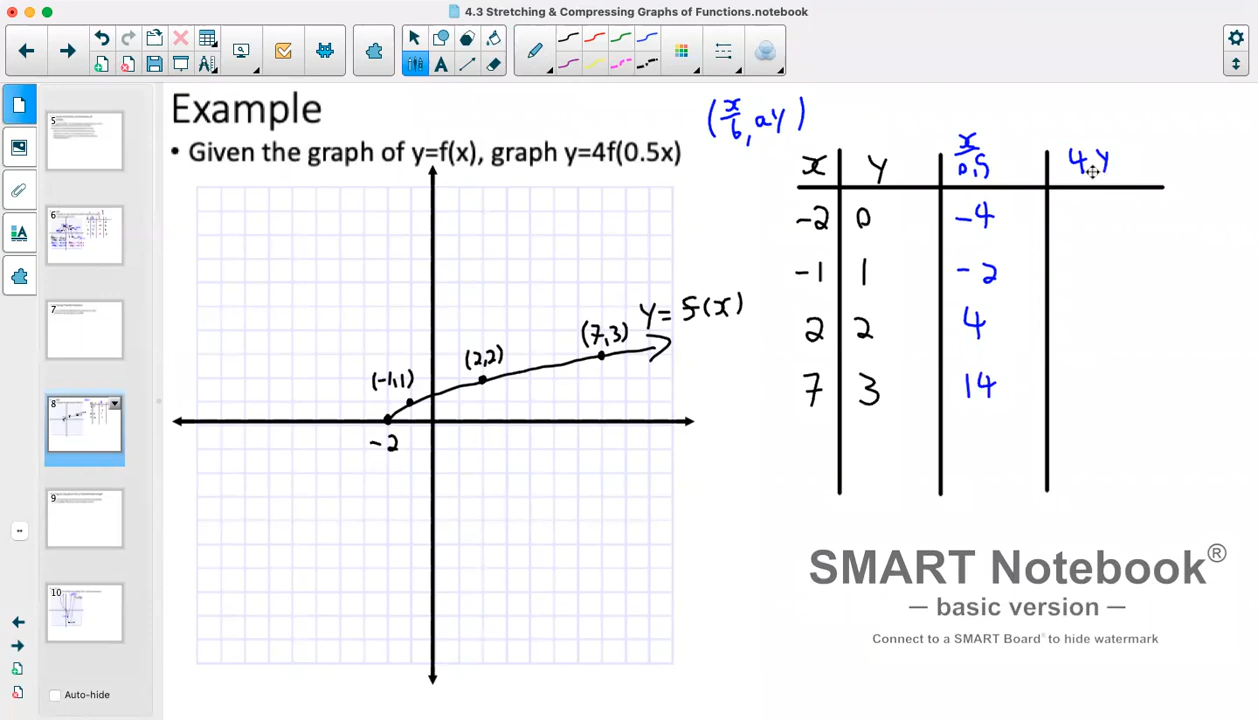 4.3 Stretching & Compressing Graphs of Functions.notebook
Example
• Given the graph of y=f(x), graph y=4f(0.5x)
(x/b, ay)
x y x/0.5 4·y
-2 0 -4
-1 1 -2
2 2 4
7 3 14
y = f(x)
(7,3)
(2,2)
(-1,1)
-2
SMART Notebook®
— basic version —
Connect to a SMART Board® to hide watermark
5
6
7
8
9
10
Auto-hide